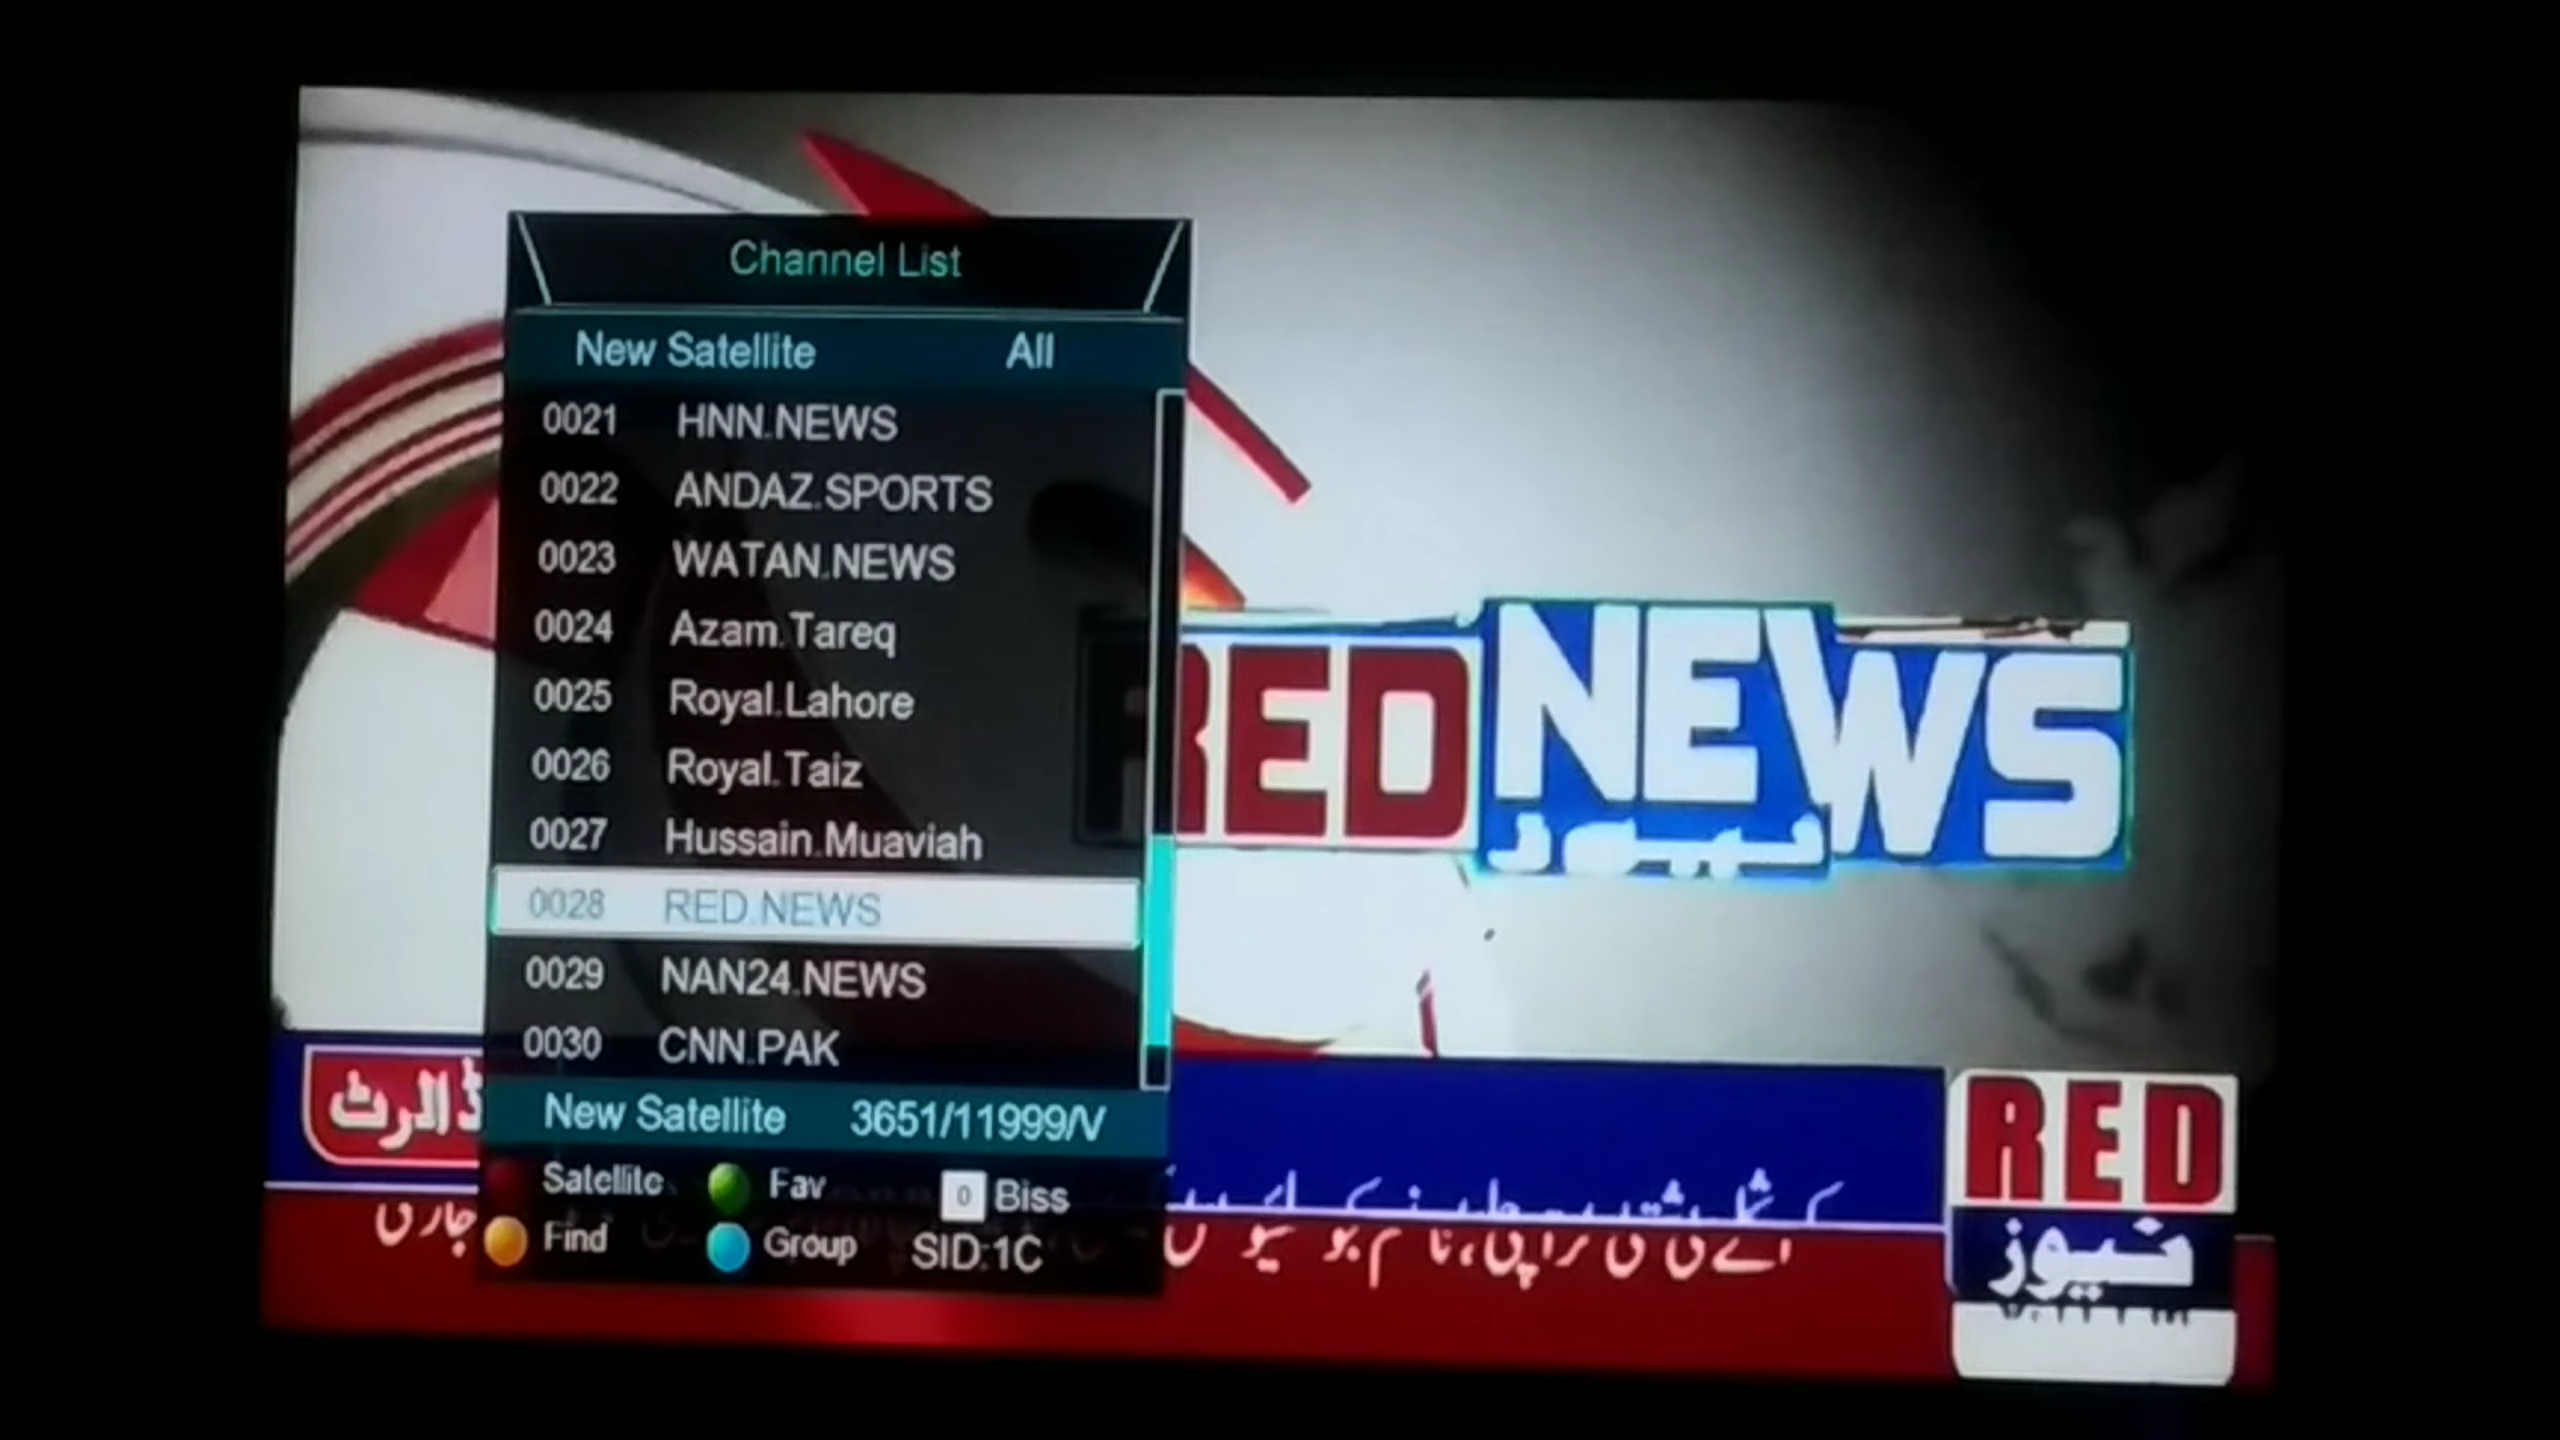 Channel List
New Satellite All
0021 HNN.NEWS
0022 ANDAZ.SPORTS
0023 WATAN.NEWS
0024 Azam.Tareq
0025 Royal.Lahore
0026 Royal.Taiz
0027 Hussain.Muaviah
0028 RED.NEWS
0029 NAN24.NEWS
0030 CNN.PAK
New Satellite 3651/11999/V
Satellite Fav 0 Biss
Find Group SID:1C
RED NEWS
نیوز
الرٹ
جاری
RED
نیوز